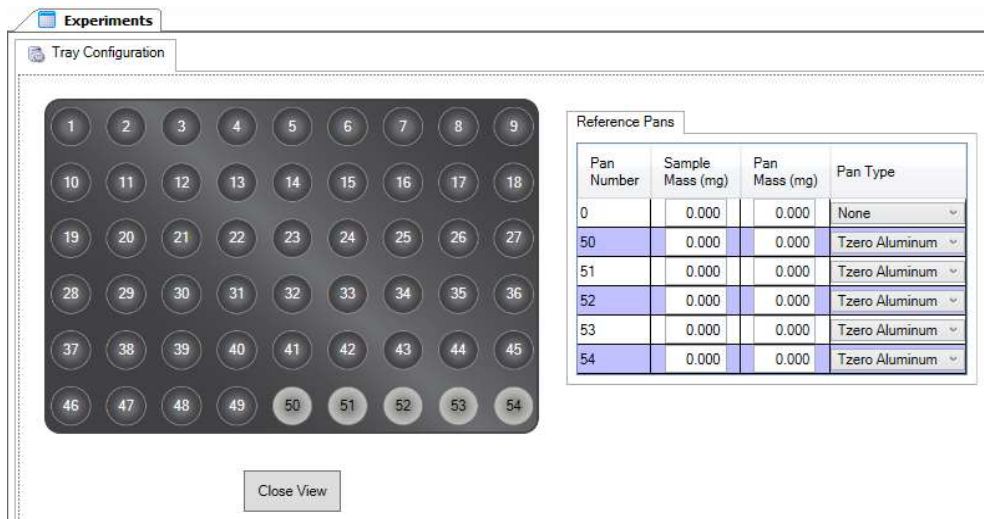 Experiments
Tray Configuration
1 2 3 4 5 6 7 8 9
10 11 12 13 14 15 16 17 18
19 20 21 22 23 24 25 26 27
28 29 30 31 32 33 34 35 36
37 38 39 40 41 42 43 44 45
46 47 48 49 50 51 52 53 54
Close View
Reference Pans
Pan Number Sample Mass (mg) Pan Mass (mg) Pan Type
0 0.000 0.000 None
50 0.000 0.000 Tzero Aluminum
51 0.000 0.000 Tzero Aluminum
52 0.000 0.000 Tzero Aluminum
53 0.000 0.000 Tzero Aluminum
54 0.000 0.000 Tzero Aluminum